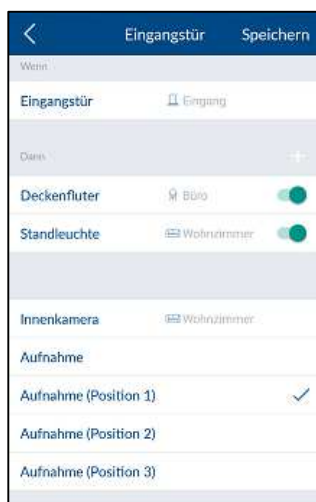 Eingangstür Speichern
Wenn
Eingangstür Eingang
Dann
Deckenfluter Büro
Standleuchte Wohnzimmer
Innenkamera Wohnzimmer
Aufnahme
Aufnahme (Position 1)
Aufnahme (Position 2)
Aufnahme (Position 3)